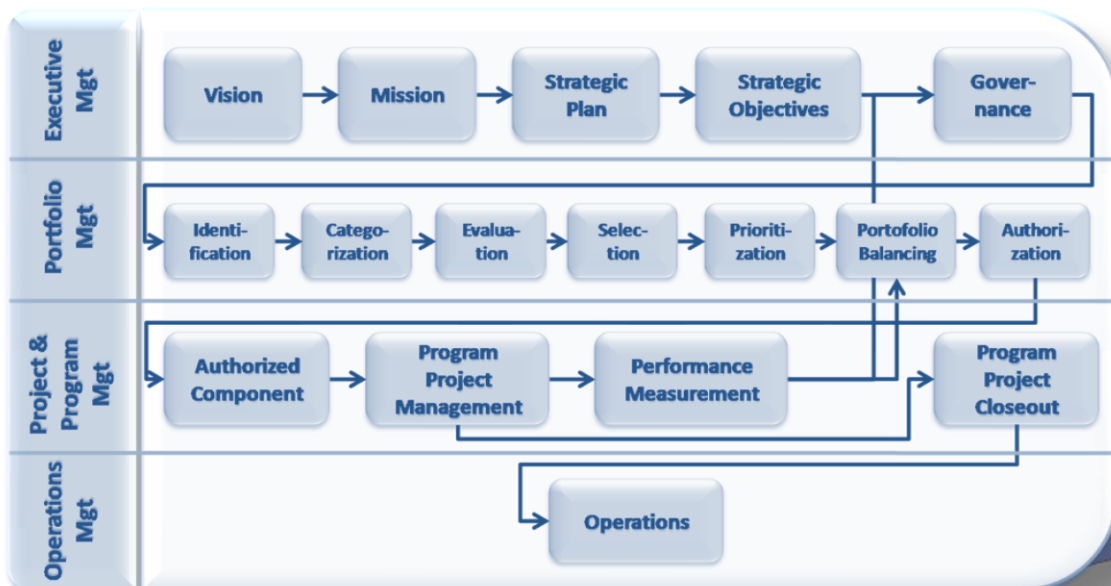 Executive
Mgt
Vision
Mission
Strategic
Plan
Strategic
Objectives
Gover-
nance
Portfolio
Mgt
Identi-
fication
Catego-
rization
Evalua-
tion
Selec-
tion
Prioriti-
zation
Portofolio
Balancing
Authori-
zation
Project &
Program
Mgt
Authorized
Component
Program
Project
Management
Performance
Measurement
Program
Project
Closeout
Operations
Mgt
Operations